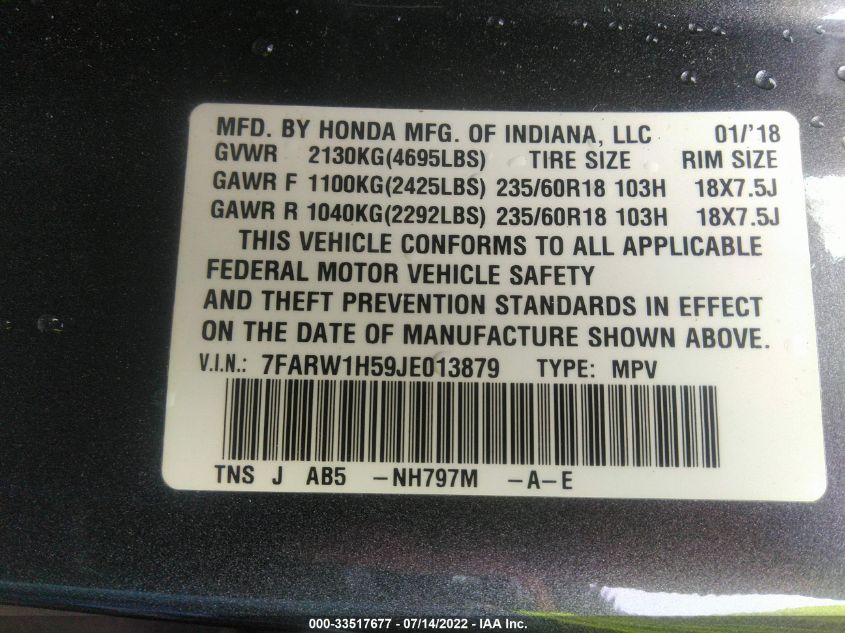 MFD. BY HONDA MFG. OF INDIANA, LLC 01/'18
GVWR 2130KG(4695LBS) TIRE SIZE RIM SIZE
GAWR F 1100KG(2425LBS) 235/60R18 103H 18X7.5J
GAWR R 1040KG(2292LBS) 235/60R18 103H 18X7.5J
THIS VEHICLE CONFORMS TO ALL APPLICABLE
FEDERAL MOTOR VEHICLE SAFETY
AND THEFT PREVENTION STANDARDS IN EFFECT
ON THE DATE OF MANUFACTURE SHOWN ABOVE.
V.I.N.: 7FARW1H59JE013879 TYPE: MPV
TNS J AB5 -NH797M -A-E
000-33517677 - 07/14/2022 - IAA Inc.